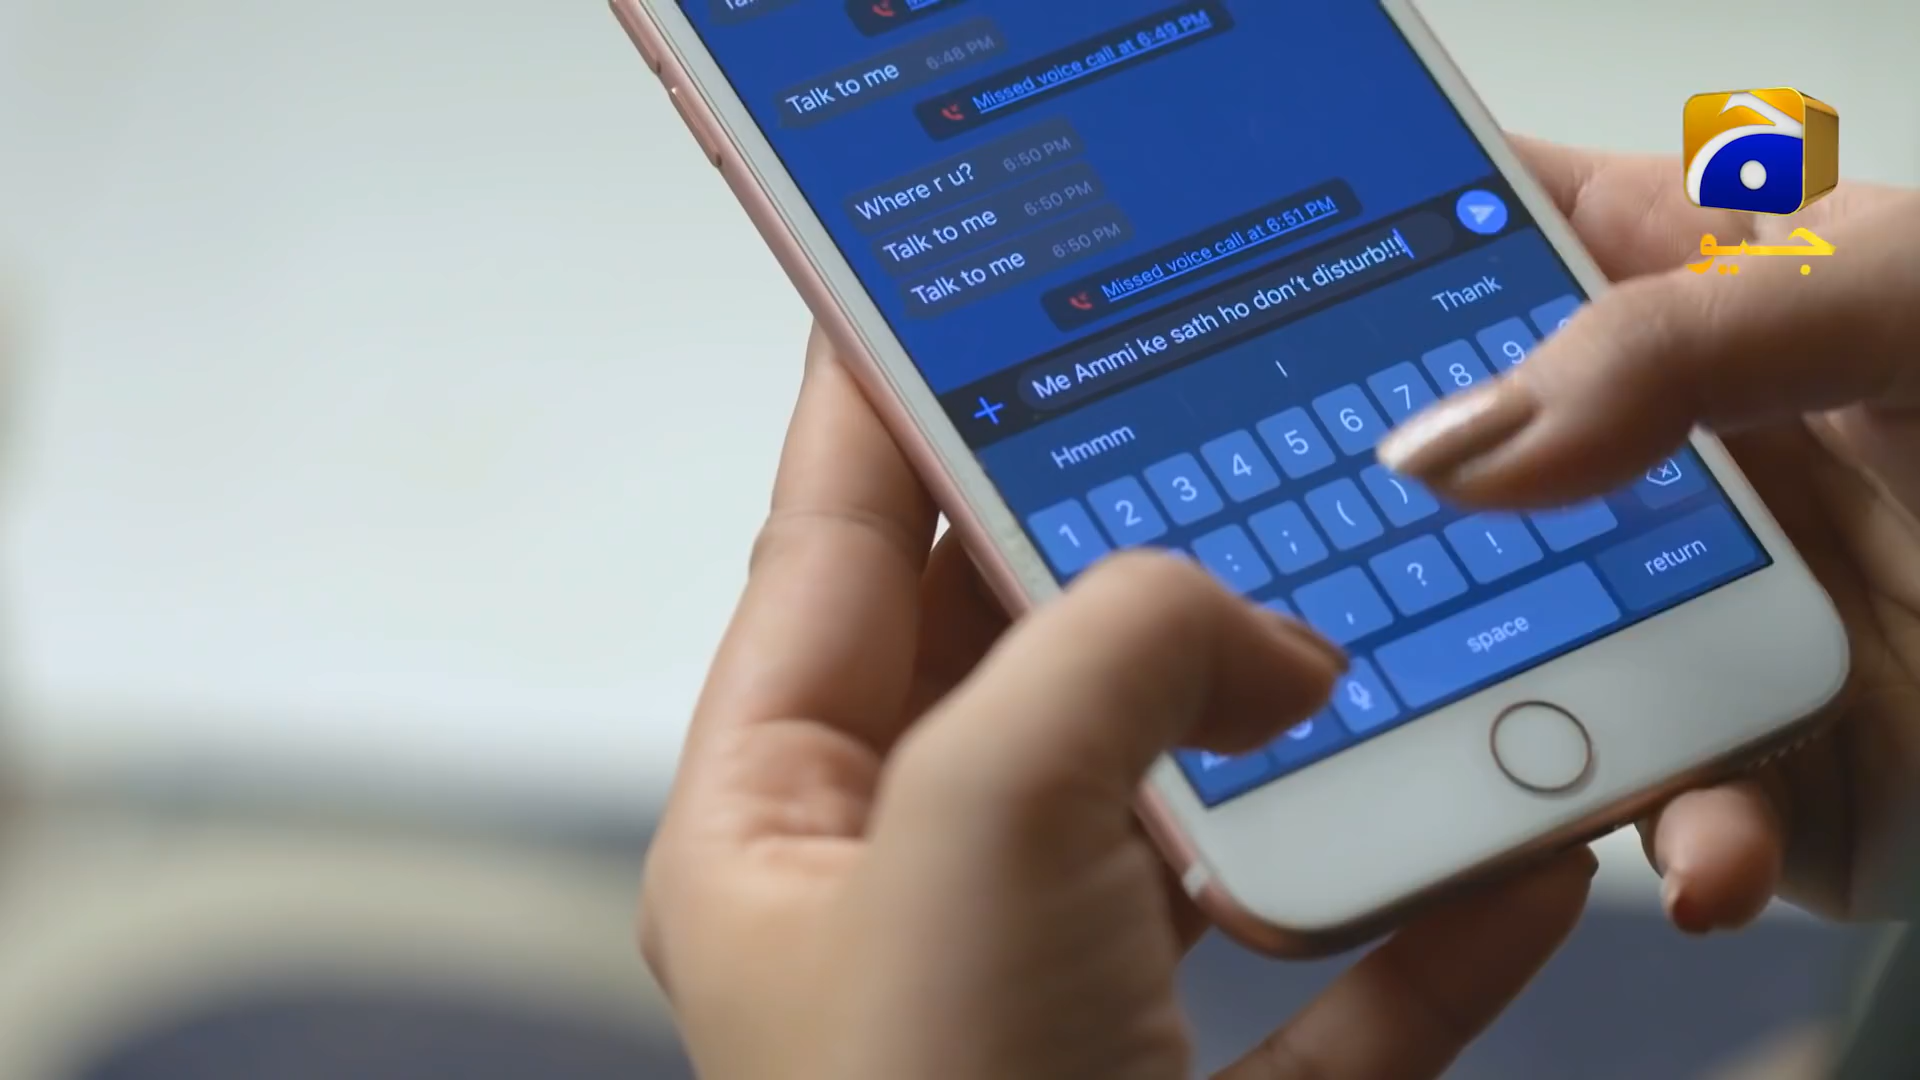 Talk to me 6:48 PM
Missed voice call at 6:49 PM
Where r u? 6:50 PM
Talk to me 6:50 PM
Talk to me 6:50 PM
Missed voice call at 6:51 PM
Me Ammi ke sath ho don't disturb!!!
Hmmm I Thank
1 2 3 4 5 6 7 8 9
: ; ( )
, ? !
space return
جیو